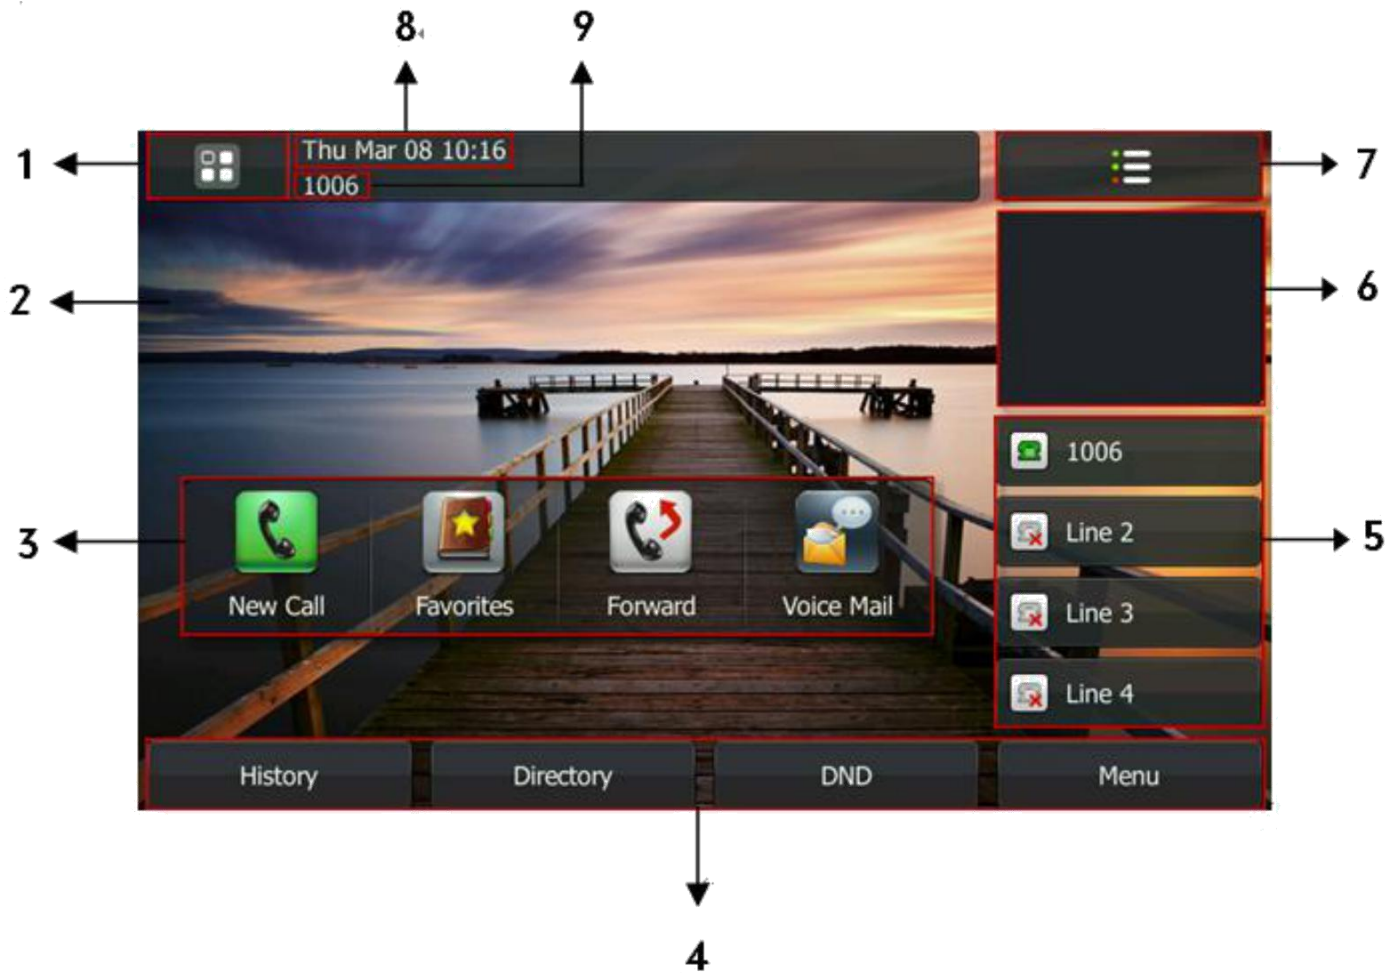 8
9
1
Thu Mar 08 10:16
1006
7
2
6
1006
3
Line 2
5
New Call
Favorites
Forward
Voice Mail
Line 3
Line 4
History
Directory
DND
Menu
4